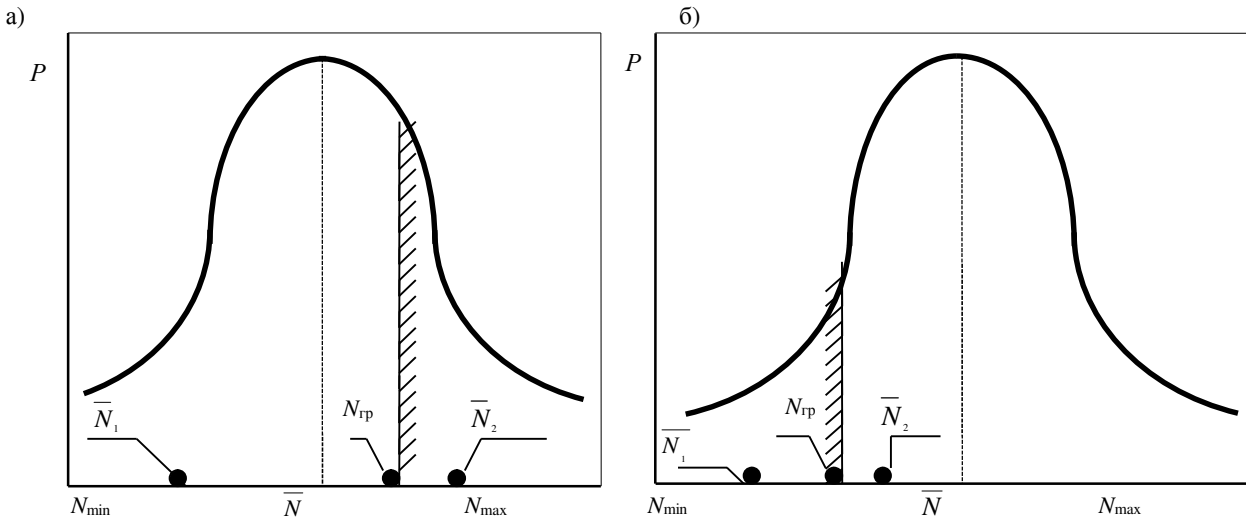 а)
б)
P
P
N̅₁
Nгр
N̅₂
N̅₁
Nгр
N̅₂
Nmin
N̅
Nmax
Nmin
N̅
Nmax